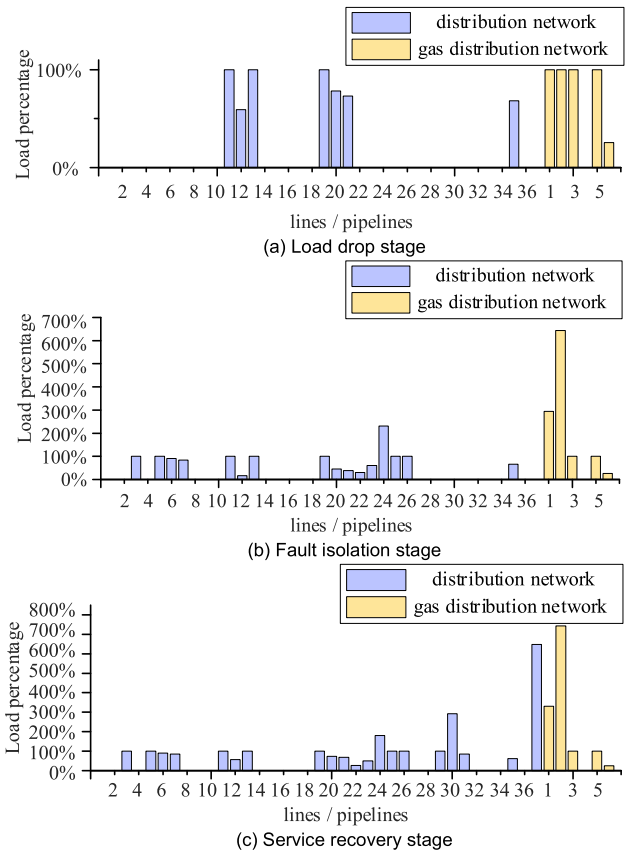 distribution network
gas distribution network
Load percentage
100%
0%
2 4 6 8 10 12 14 16 18 20 22 24 26 28 30 32 34 36 1 3 5
lines / pipelines
(a) Load drop stage
distribution network
gas distribution network
Load percentage
700%
600%
500%
400%
300%
200%
100%
0%
2 4 6 8 10 12 14 16 18 20 22 24 26 28 30 32 34 36 1 3 5
lines / pipelines
(b) Fault isolation stage
distribution network
gas distribution network
Load percentage
800%
700%
600%
500%
400%
300%
200%
100%
0%
2 4 6 8 10 12 14 16 18 20 22 24 26 28 30 32 34 36 1 3 5
lines / pipelines
(c) Service recovery stage